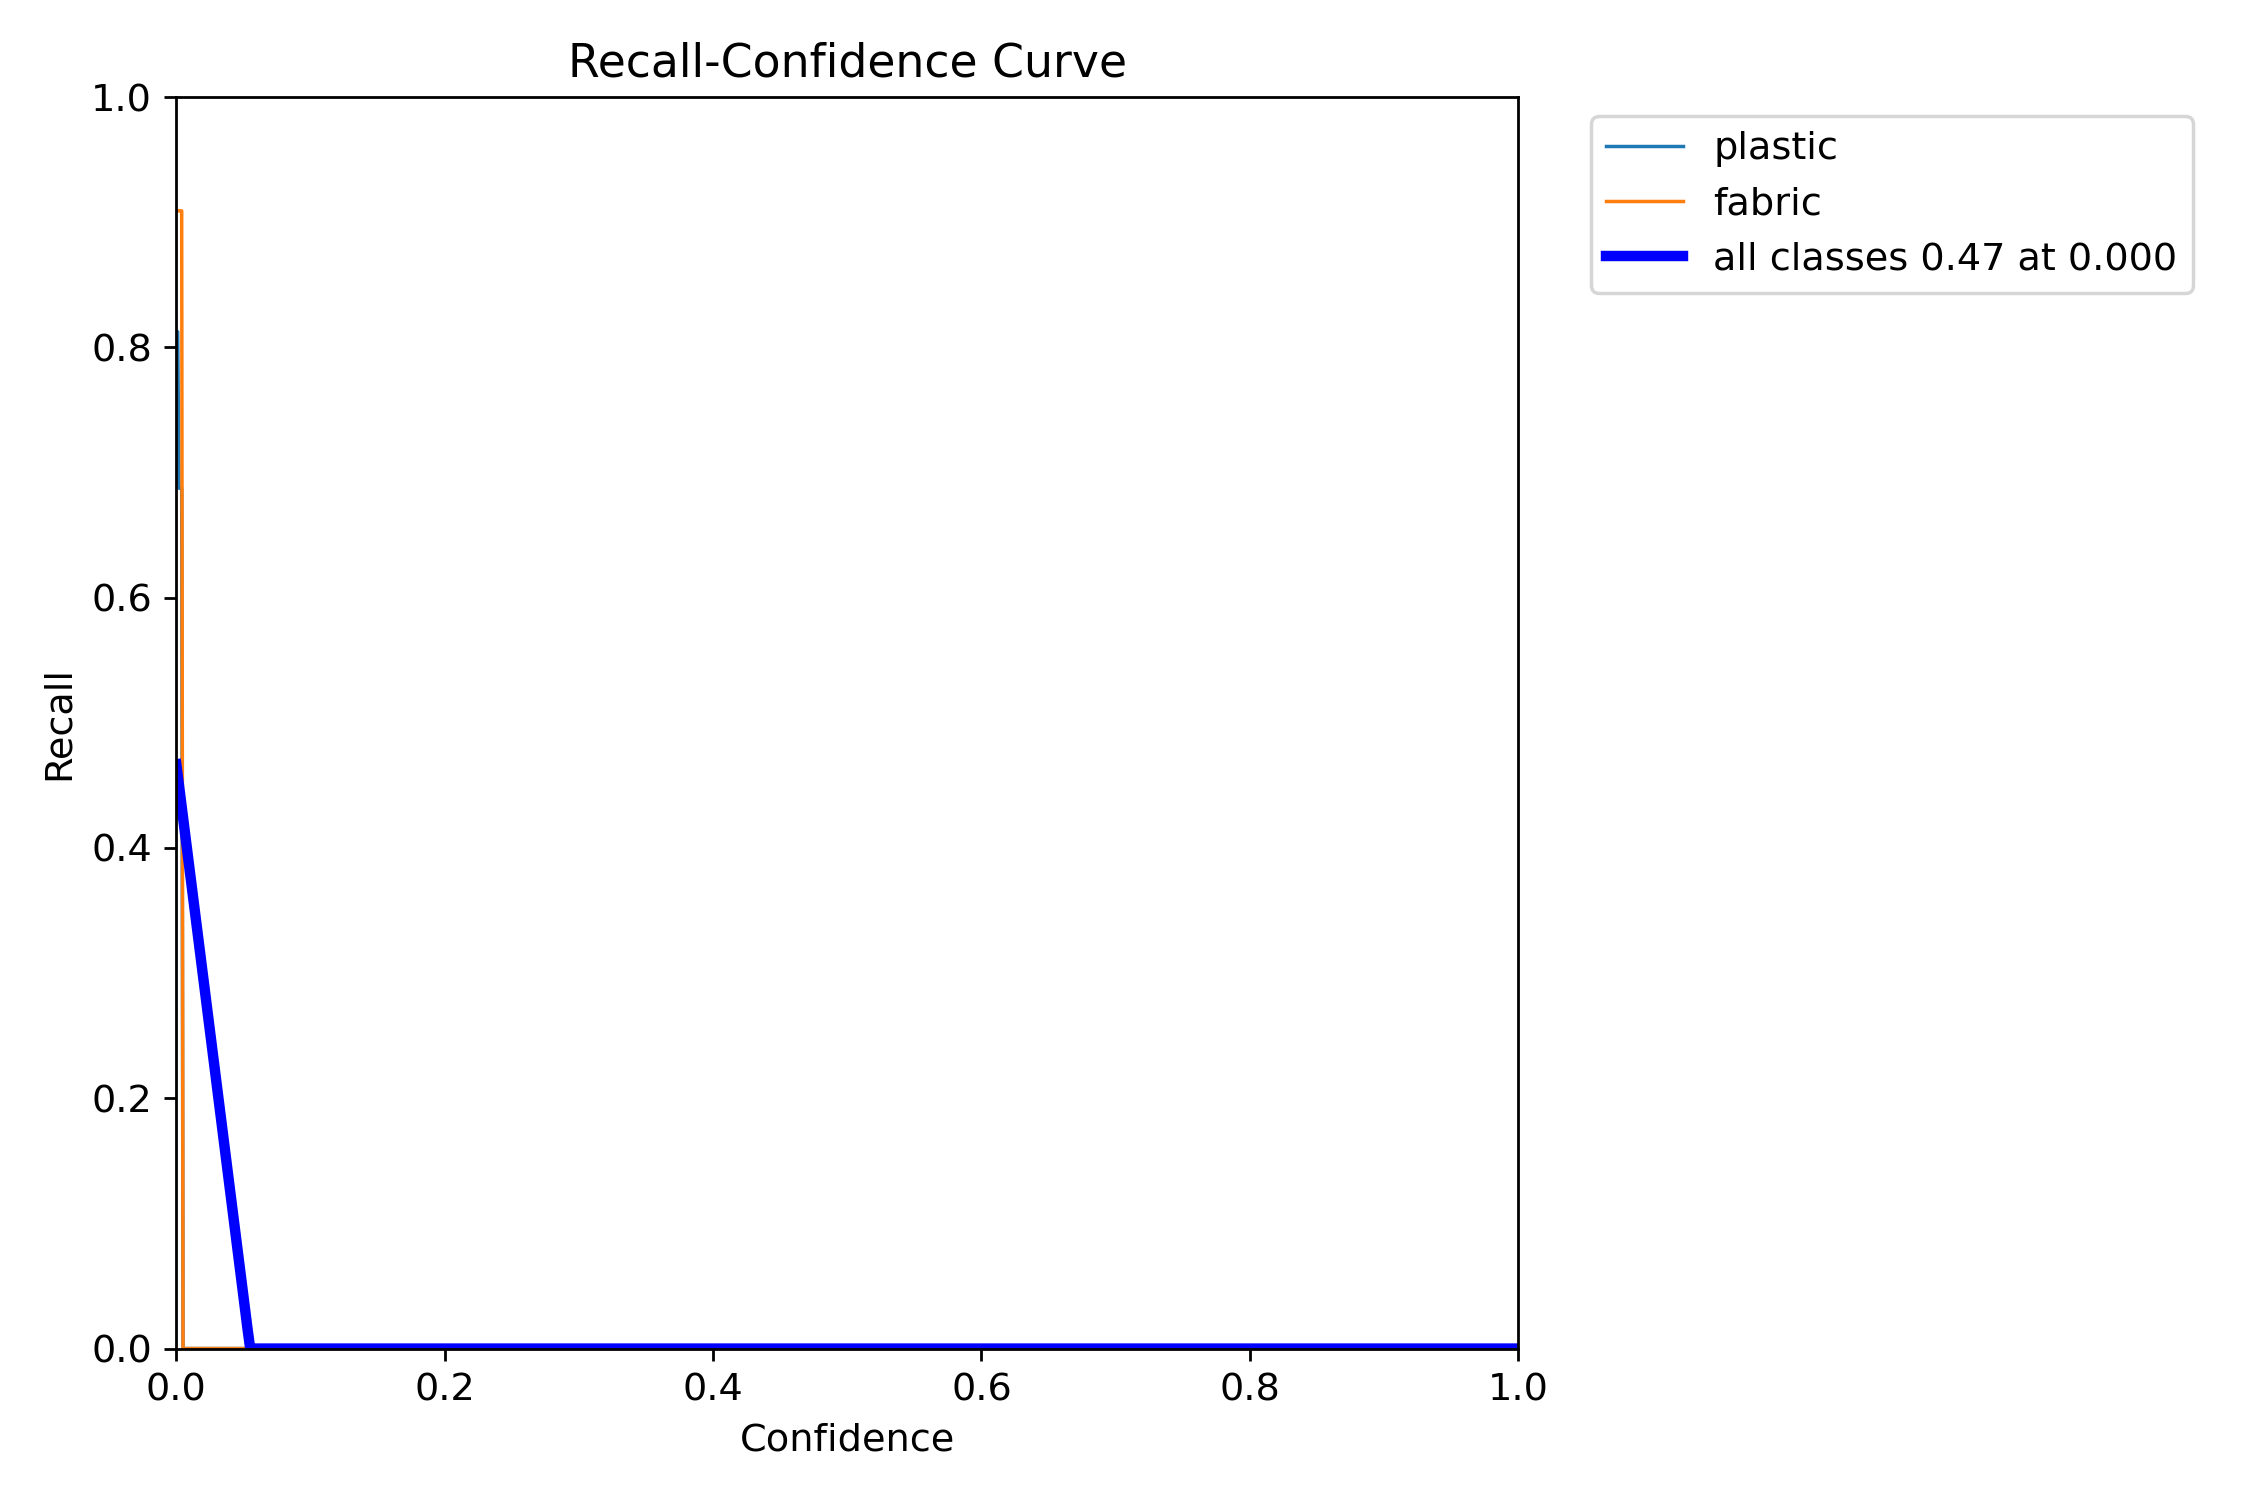 Recall-Confidence Curve
1.0
0.8
0.6
0.4
0.2
0.0
Recall
0.0 0.2 0.4 0.6 0.8 1.0
Confidence
plastic
fabric
all classes 0.47 at 0.000